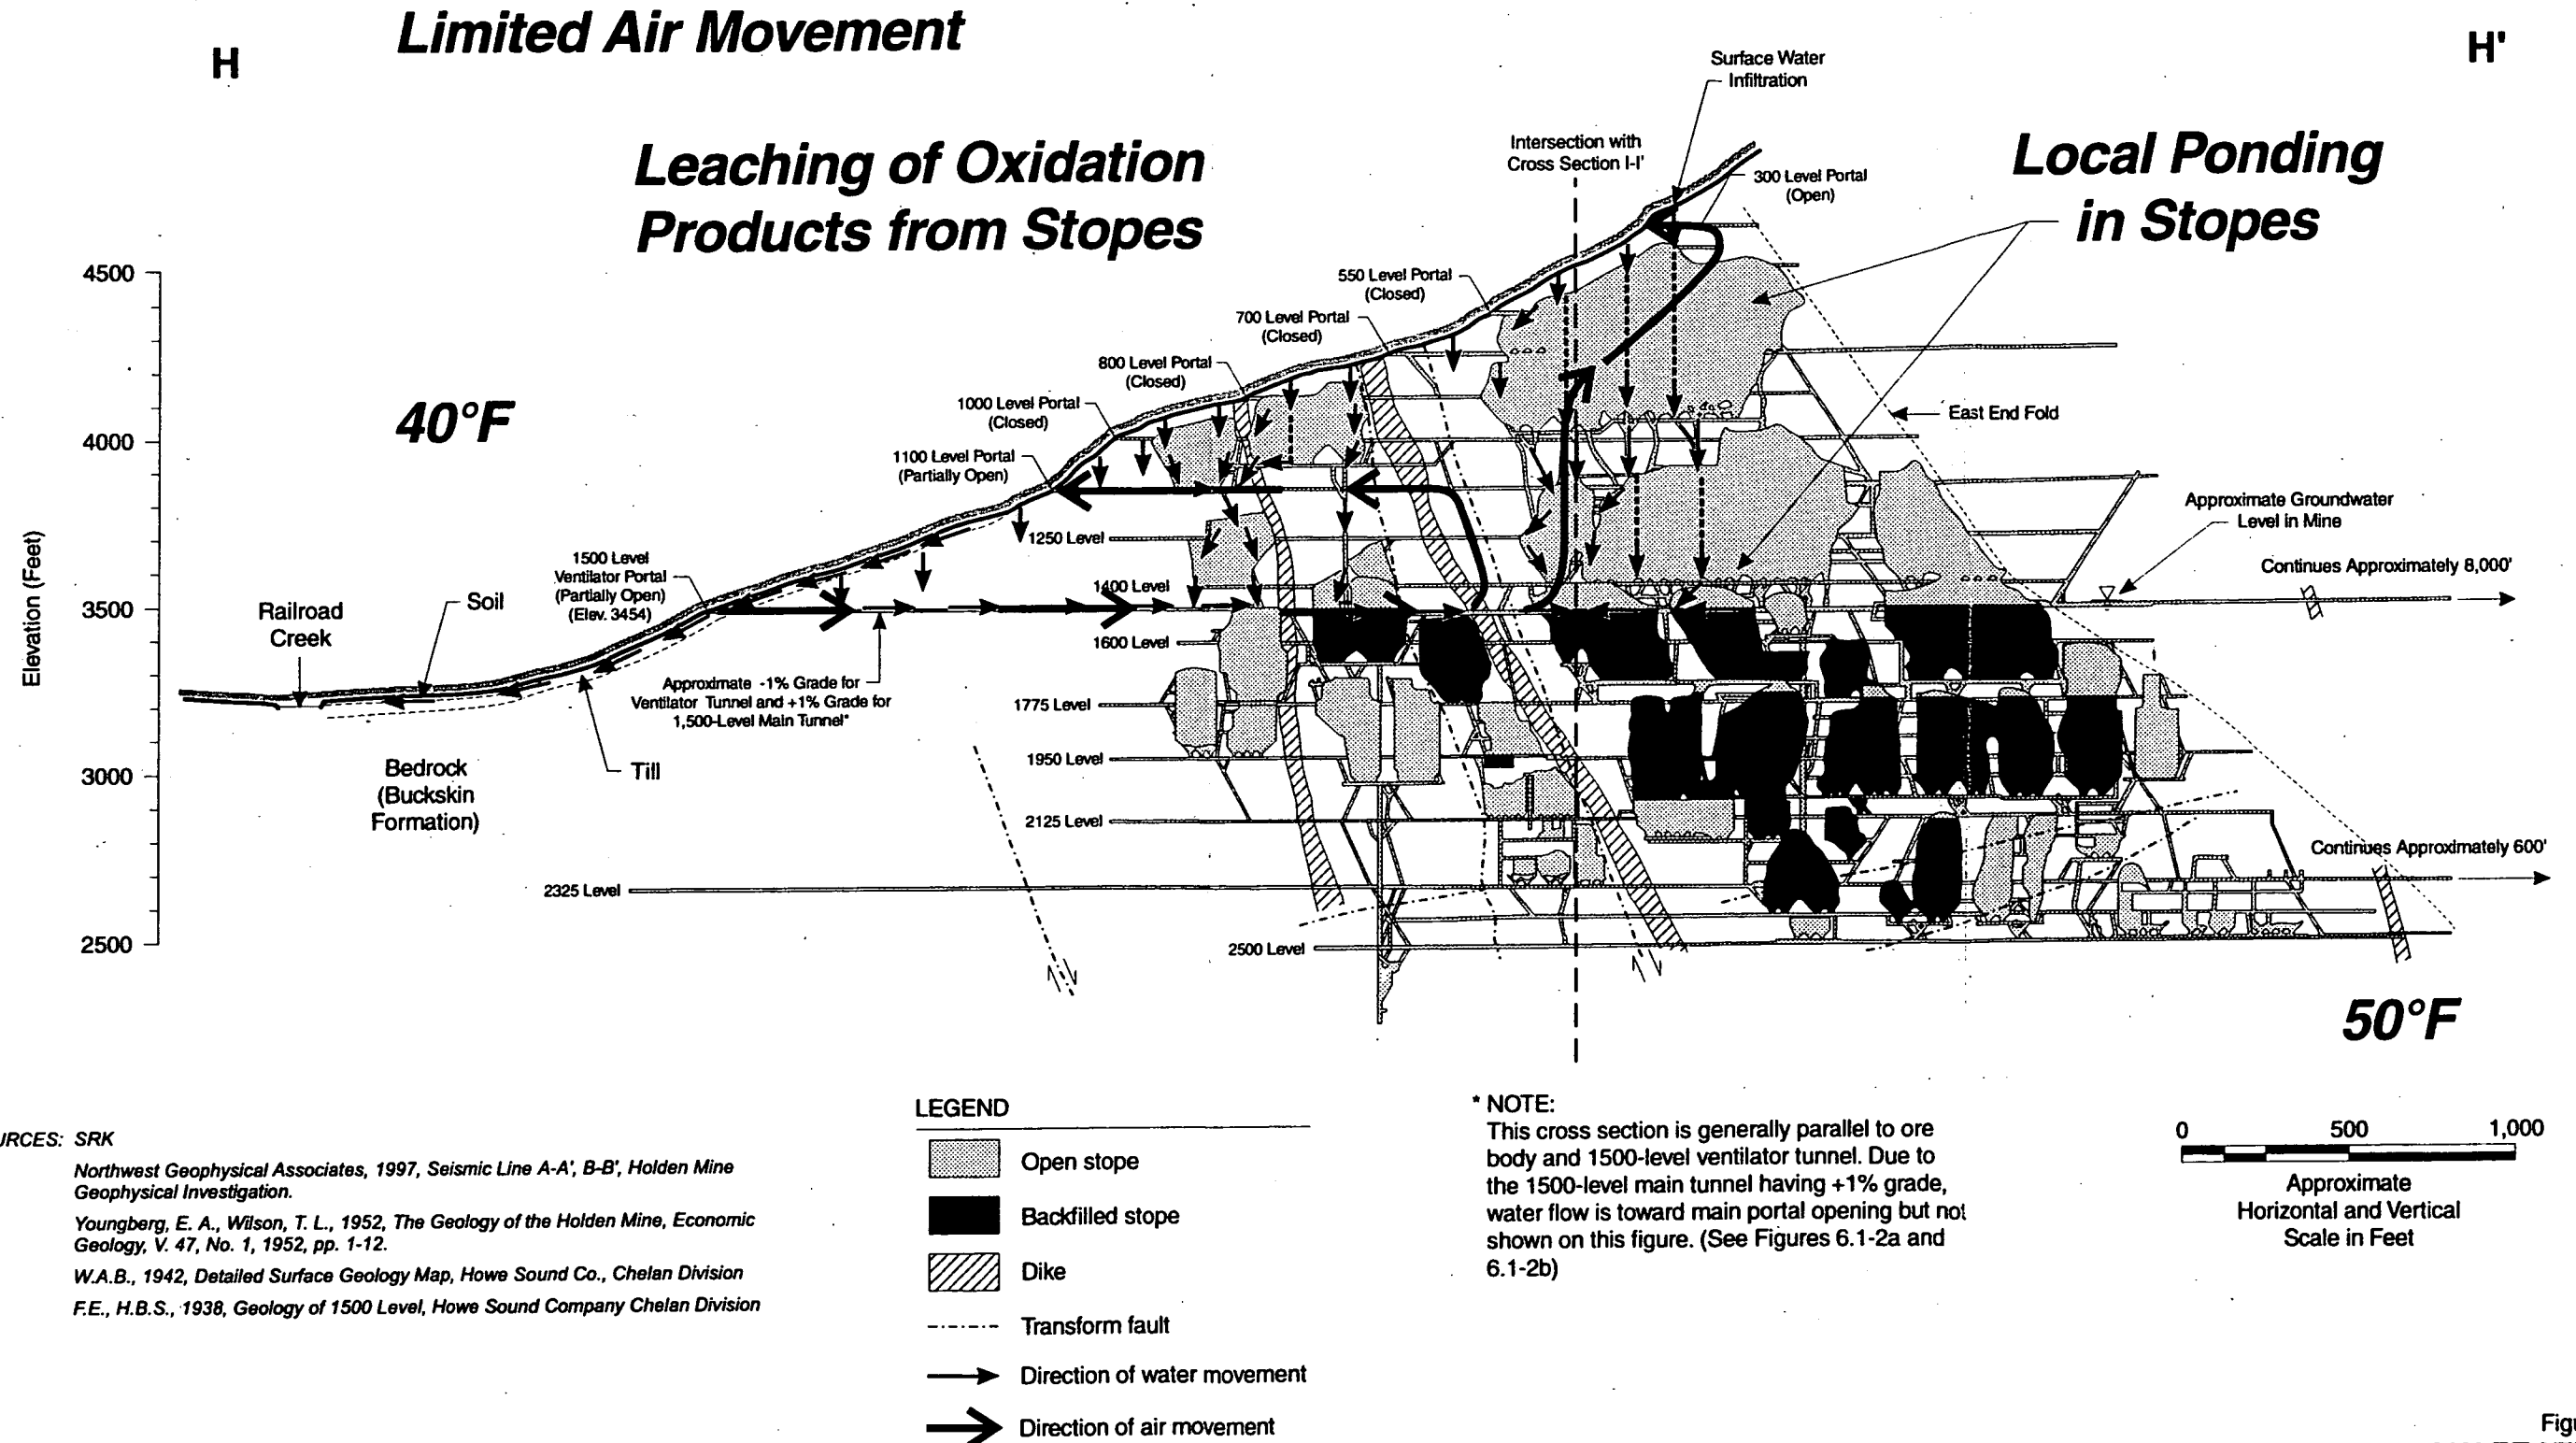 Limited Air Movement
H
H'
Surface Water
Infiltration
Leaching of Oxidation
Products from Stopes
Intersection with
Cross Section I-I'
300 Level Portal
(Open)
Local Ponding
in Stopes
4500
550 Level Portal
(Closed)
700 Level Portal
(Closed)
800 Level Portal
(Closed)
1000 Level Portal
(Closed)
40°F
4000
East End Fold
1100 Level Portal
(Partially Open)
Approximate Groundwater
Level in Mine
1250 Level
Elevation (Feet)
1500 Level
Ventilator Portal
(Partially Open)
(Elev. 3454)
Continues Approximately 8,000'
1400 Level
3500
Railroad
Creek
Soil
1600 Level
Approximate -1% Grade for
Ventilator Tunnel and +1% Grade for
1,500-Level Main Tunnel*
1775 Level
1950 Level
3000
Till
Bedrock
(Buckskin
Formation)
2125 Level
Continues Approximately 600'
2325 Level
2500
2500 Level
50°F
URCES: SRK
Northwest Geophysical Associates, 1997, Seismic Line A-A', B-B', Holden Mine
Geophysical Investigation.
Youngberg, E. A., Wilson, T. L., 1952, The Geology of the Holden Mine, Economic
Geology, V. 47, No. 1, 1952, pp. 1-12.
W.A.B., 1942, Detailed Surface Geology Map, Howe Sound Co., Chelan Division
F.E., H.B.S., 1938, Geology of 1500 Level, Howe Sound Company Chelan Division
LEGEND
Open stope
Backfilled stope
Dike
Transform fault
Direction of water movement
Direction of air movement
* NOTE:
This cross section is generally parallel to ore
body and 1500-level ventilator tunnel. Due to
the 1500-level main tunnel having +1% grade,
water flow is toward main portal opening but not
shown on this figure. (See Figures 6.1-2a and
6.1-2b)
0 500 1,000
Approximate
Horizontal and Vertical
Scale in Feet
Figu